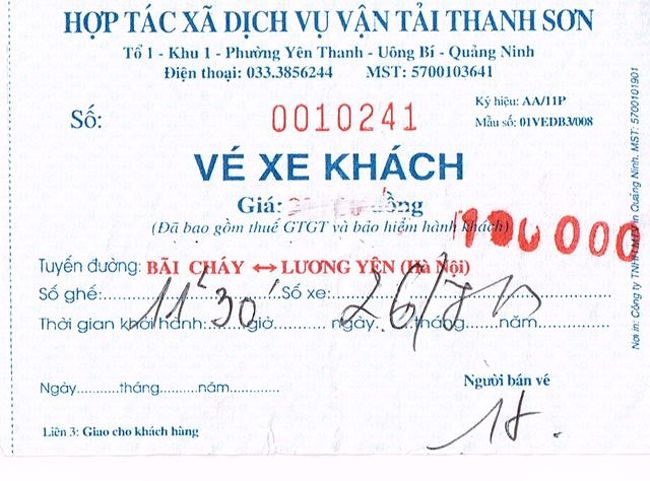 HỢP TÁC XÃ DỊCH VỤ VẬN TẢI THANH SƠN
Tổ 1 - Khu 1 - Phường Yên Thanh - Uông Bí - Quảng Ninh
Điện thoại: 033.3856244 MST: 5700103641
Ký hiệu: AA/11P
Số: 0010241
Mẫu số: 01VEDB3/008
VÉ XE KHÁCH
Giá: đồng
(Đã bao gồm thuế GTGT và bảo hiểm hành khách)
Tuyến đường: BÃI CHÁY ↔ LƯƠNG YÊN (Hà Nội)
Số ghế: Số xe:
Thời gian khởi hành: 11 30 giờ ngày 26/7 tháng năm
Ngày tháng năm
Người bán vé
Liên 3: Giao cho khách hàng